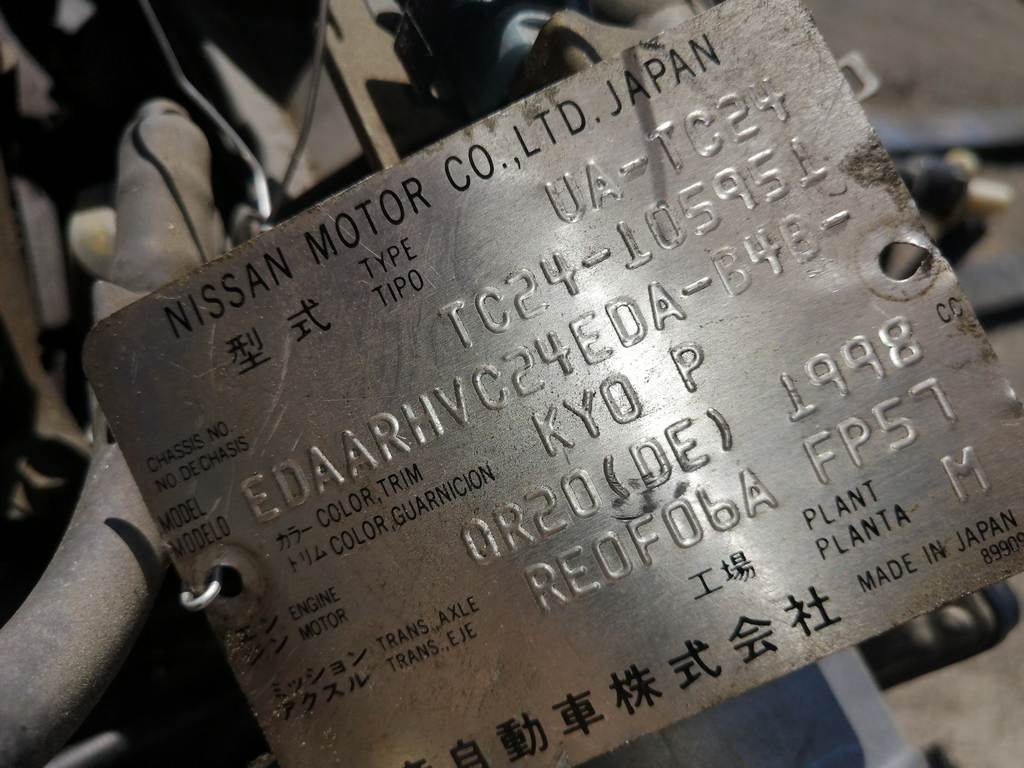 NISSAN MOTOR CO.,LTD. JAPAN
型式 TYPE TIPO UA-TC24
CHASSIS NO. NO.DE CHASIS TC24-105951
MODEL MODELO EDAARHVC24EDA-B4B-
カラー トリム COLOR,TRIM COLOR,GUARNICION KYO P
エンジン ENGINE MOTOR QR20(DE) 1998 CC
ミッション アクスル TRANS.,AXLE TRANS.,EJE RE0F06A FP57
工場 PLANT PLANTA M
自動車株式会社 MADE IN JAPAN
8990